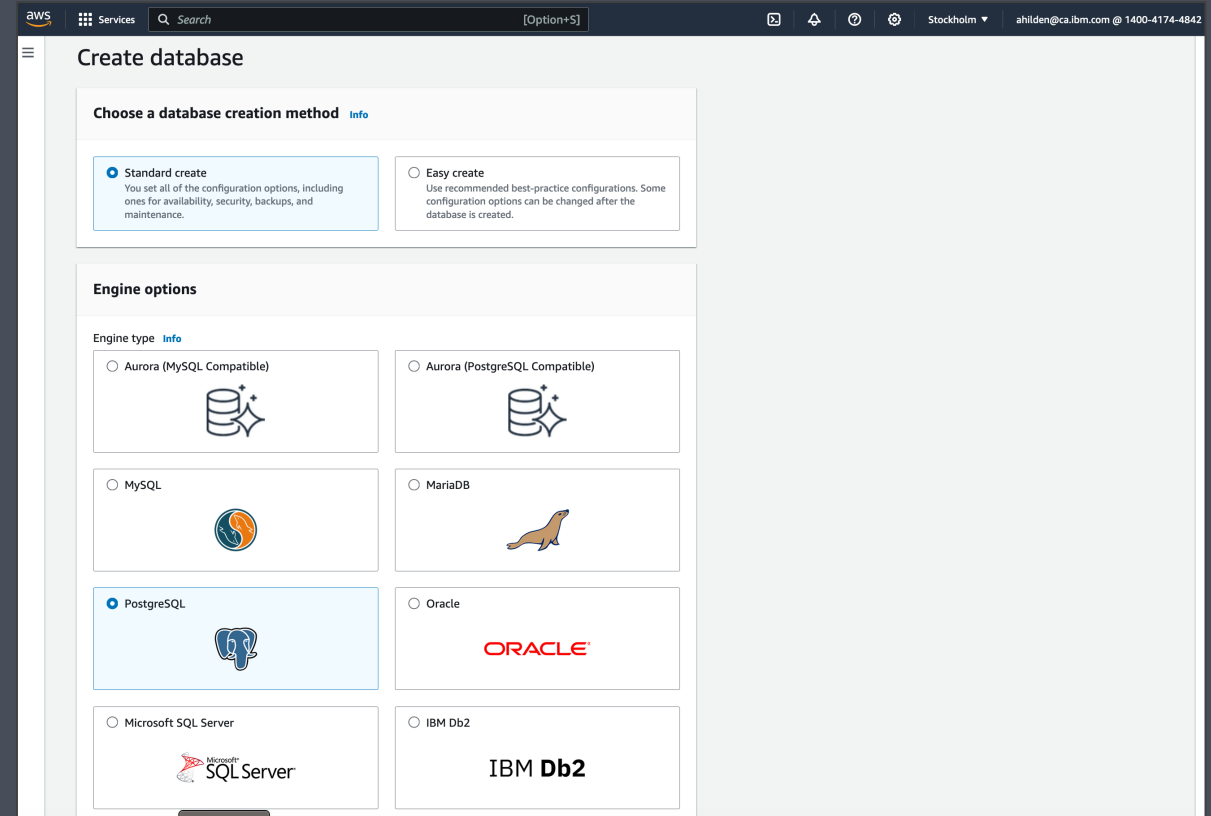 aws
Services
Search
[Option+S]
Stockholm
ahilden@ca.ibm.com @ 1400-4174-4842
Create database
Choose a database creation method Info
Standard create
You set all of the configuration options, including
ones for availability, security, backups, and
maintenance.
Easy create
Use recommended best-practice configurations. Some
configuration options can be changed after the
database is created.
Engine options
Engine type Info
Aurora (MySQL Compatible)
Aurora (PostgreSQL Compatible)
MySQL
MariaDB
PostgreSQL
Oracle
ORACLE
Microsoft SQL Server
Microsoft
SQL Server
IBM Db2
IBM Db2